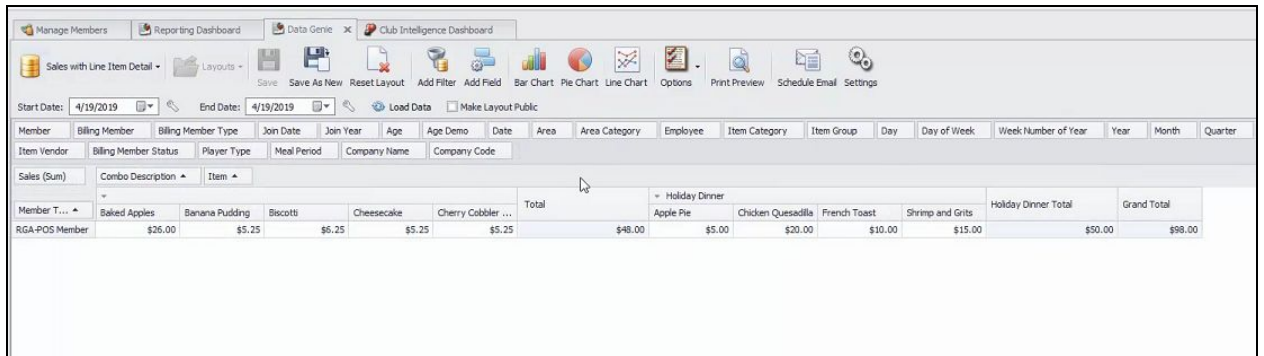 Manage Members Reporting Dashboard Data Genie Club Intelligence Dashboard
Sales with Line Item Detail Layouts Save Save As New Reset Layout Add Filter Add Field Bar Chart Pie Chart Line Chart Options Print Preview Schedule Email Settings
Start Date: 4/19/2019 End Date: 4/19/2019 Load Data Make Layout Public
Member Billing Member Billing Member Type Join Date Join Year Age Age Demo Date Area Area Category Employee Item Category Item Group Day Day of Week Week Number of Year Year Month Quarter
Item Vendor Billing Member Status Player Type Meal Period Company Name Company Code
Sales (Sum) Combo Description Item
Total Holiday Dinner Holiday Dinner Total Grand Total
Member T... Baked Apples Banana Pudding Biscotti Cheesecake Cherry Cobbler ... Apple Pie Chicken Quesadilla French Toast Shrimp and Grits
RGA-POS Member $26.00 $5.25 $6.25 $5.25 $5.25 $48.00 $5.00 $20.00 $10.00 $15.00 $50.00 $98.00